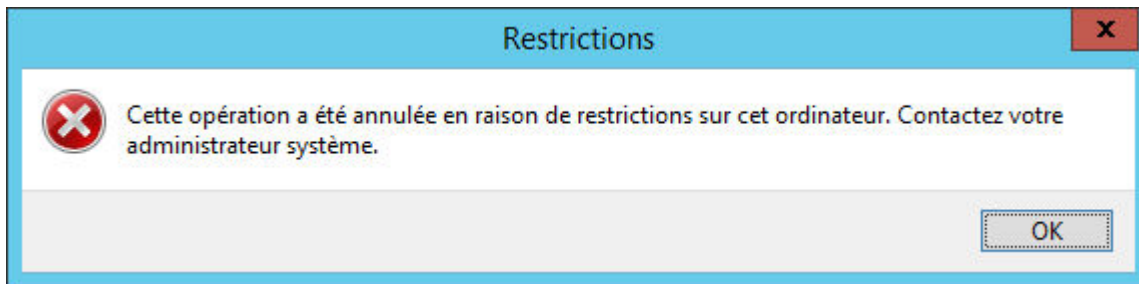 Restrictions
x
Cette opération a été annulée en raison de restrictions sur cet ordinateur. Contactez votre
administrateur système.
OK